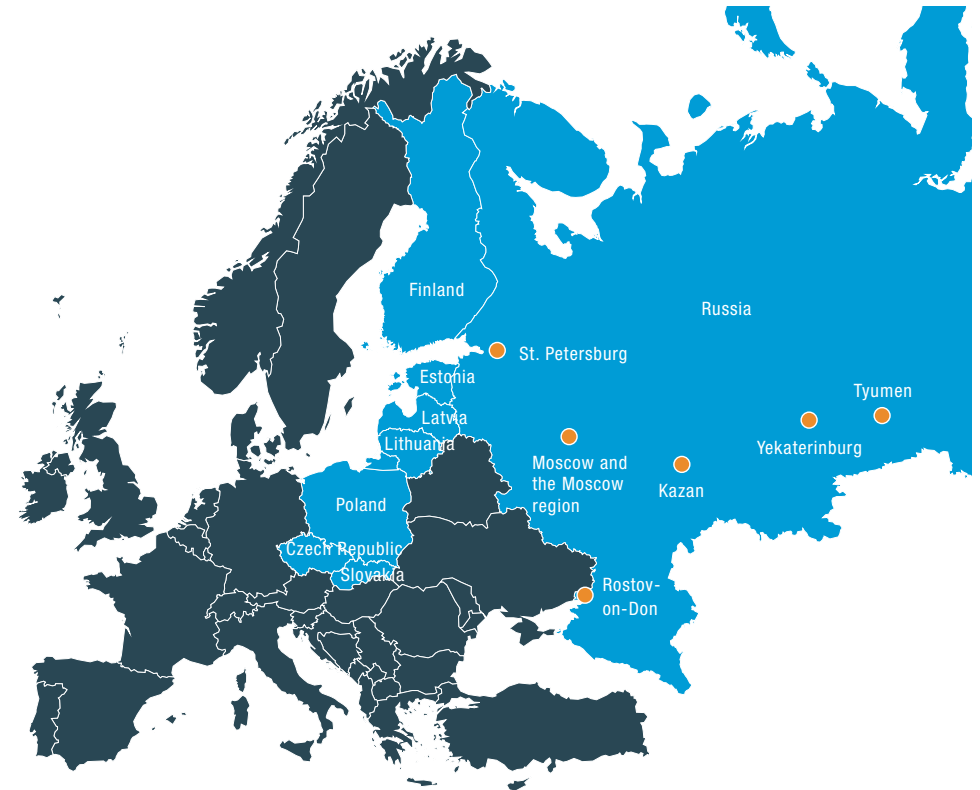 Finland
Russia
St. Petersburg
Estonia
Tyumen
Latvia
Lithuania
Yekaterinburg
Moscow and
the Moscow
region
Kazan
Poland
Czech Republic
Slovakia
Rostov-
on-Don